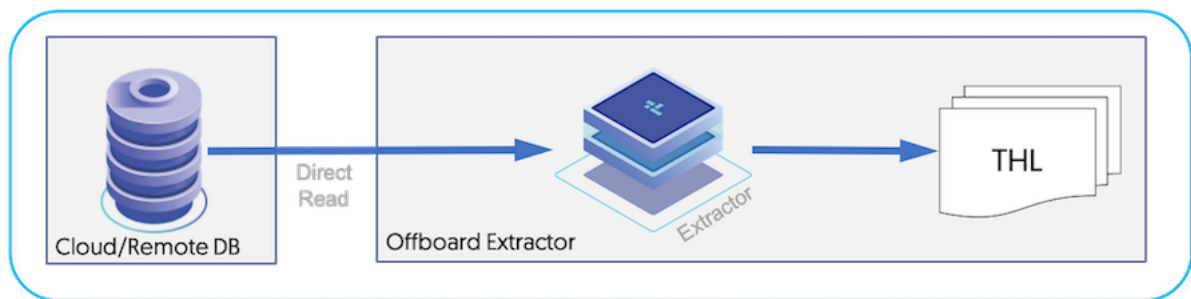 Direct
Read
THL
Extractor
Cloud/Remote DB
Offboard Extractor